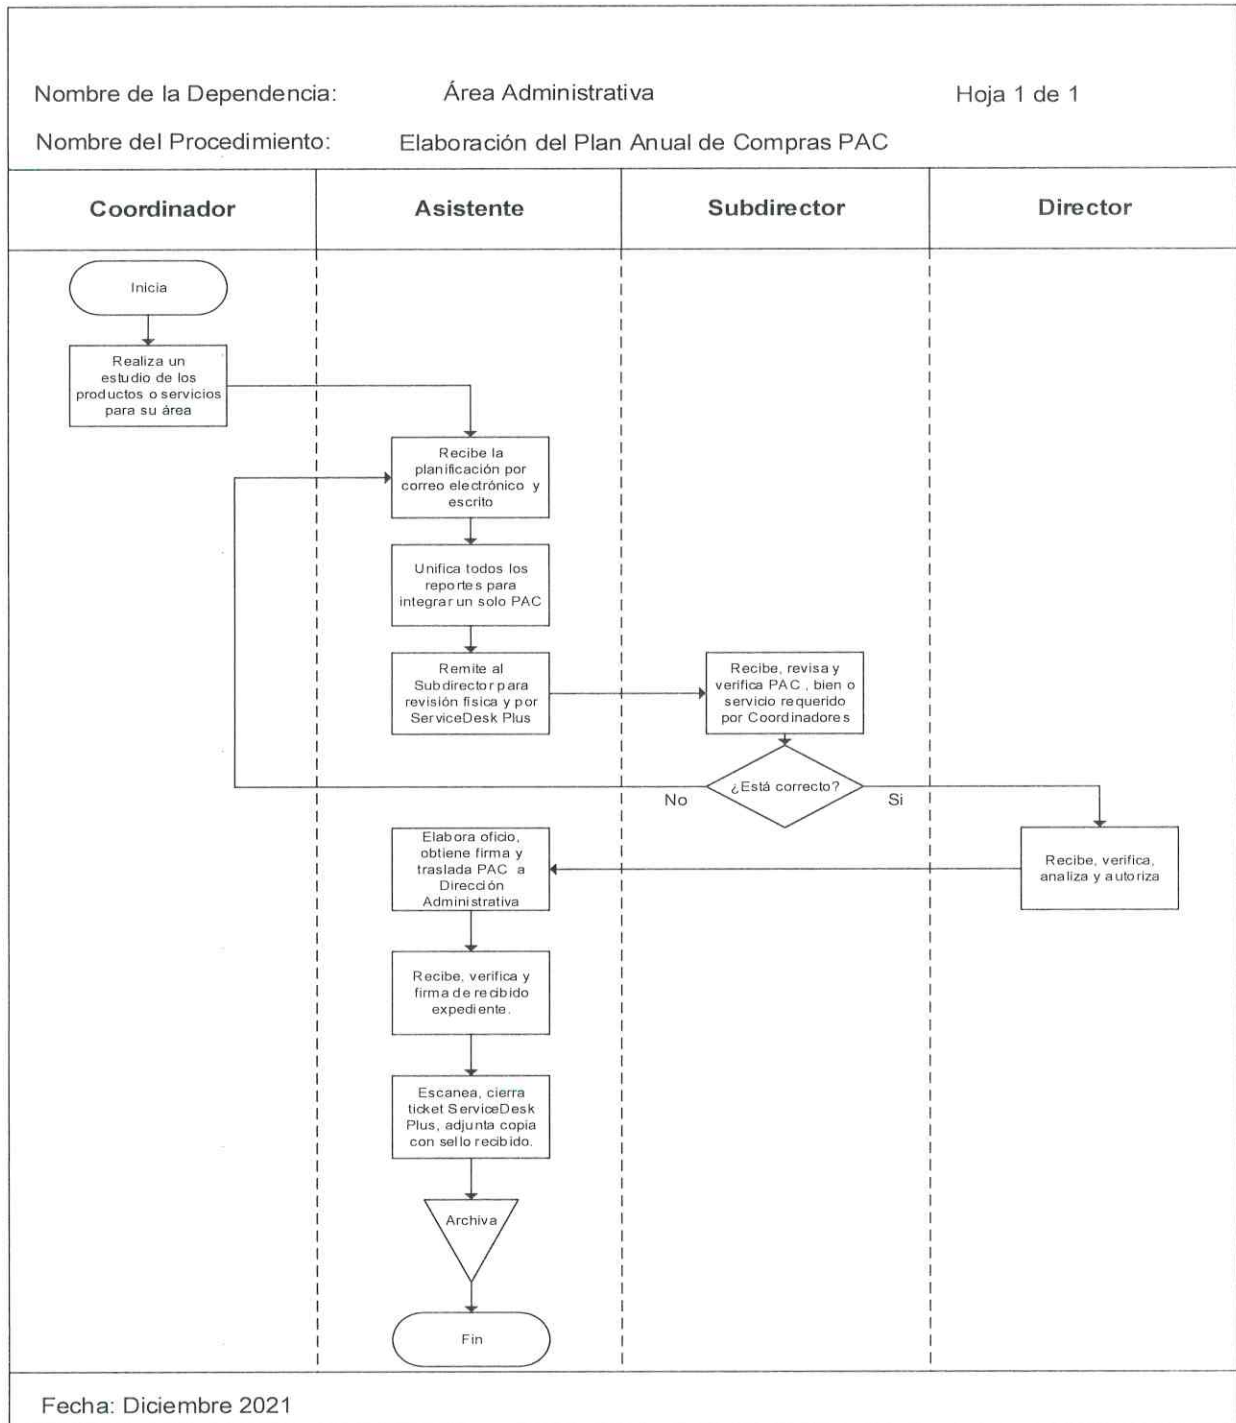 Nombre de la Dependencia: Área Administrativa Hoja 1 de 1
Nombre del Procedimiento: Elaboración del Plan Anual de Compras PAC
Coordinador Asistente Subdirector Director
Inicia
Realiza un
estudio de los
productos o servicios
para su área
Recibe la
planificación por
correo electrónico y
escrito
Unifica todos los
reportes para
integrar un solo PAC
Remite al
Subdirector para
revisión física y por
ServiceDesk Plus
Recibe, revisa y
verifica PAC , bien o
servicio requerido
por Coordinadores
¿Está correcto?
No
Si
Recibe, verifica,
analiza y autoriza
Elabora oficio,
obtiene firma y
traslada PAC a
Dirección
Administrativa
Recibe, verifica y
firma de recibido
expediente.
Escanea, cierra
ticket ServiceDesk
Plus, adjunta copia
con sello recibido.
Archiva
Fin
Fecha: Diciembre 2021